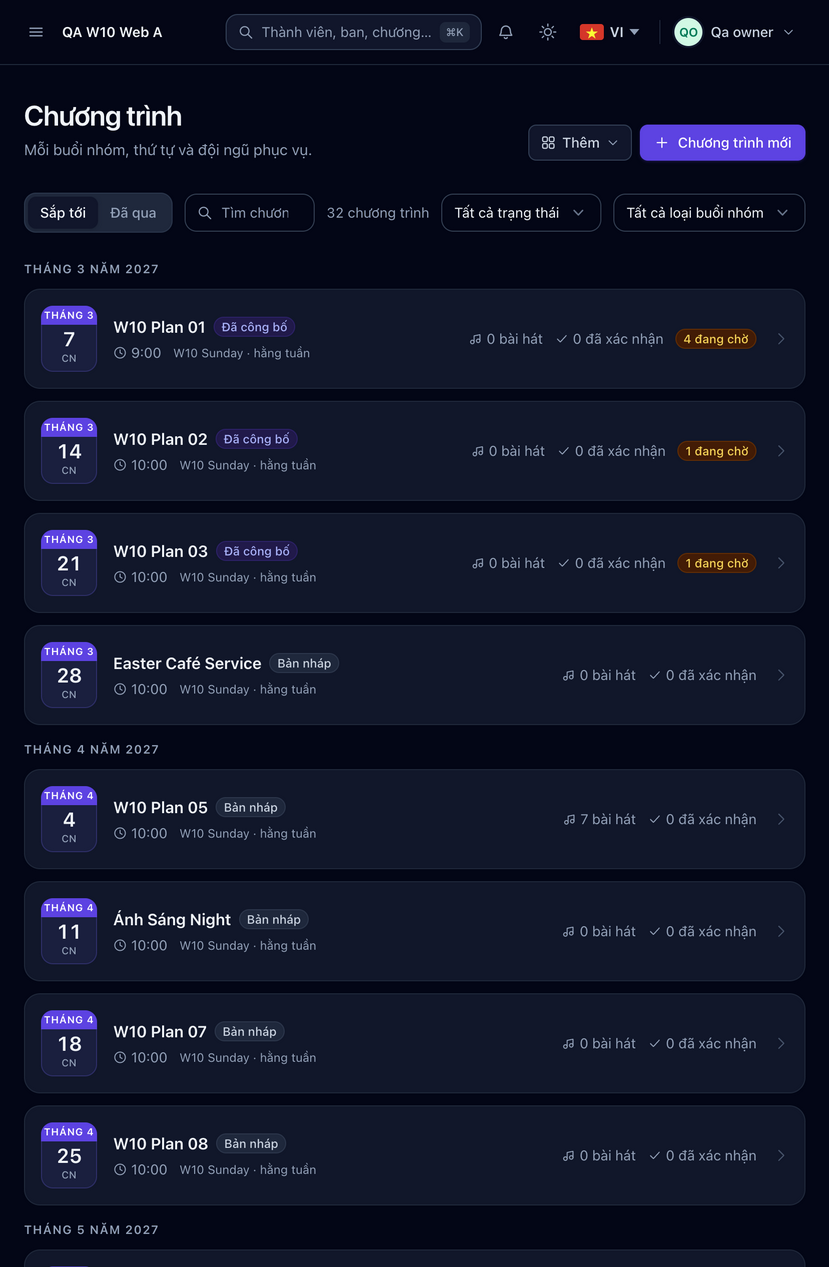 QA W10 Web A
Thành viên, ban, chương... ⌘K
VI
QO Qa owner
Chương trình
Mỗi buổi nhóm, thứ tự và đội ngũ phục vụ.
Thêm
Chương trình mới
Sắp tới
Đã qua
Tìm chươn
32 chương trình
Tất cả trạng thái
Tất cả loại buổi nhóm
THÁNG 3 NĂM 2027
THÁNG 3
7
CN
W10 Plan 01 Đã công bố
9:00 W10 Sunday · hằng tuần
0 bài hát 0 đã xác nhận 4 đang chờ
THÁNG 3
14
CN
W10 Plan 02 Đã công bố
10:00 W10 Sunday · hằng tuần
0 bài hát 0 đã xác nhận 1 đang chờ
THÁNG 3
21
CN
W10 Plan 03 Đã công bố
10:00 W10 Sunday · hằng tuần
0 bài hát 0 đã xác nhận 1 đang chờ
THÁNG 3
28
CN
Easter Café Service Bản nháp
10:00 W10 Sunday · hằng tuần
0 bài hát 0 đã xác nhận
THÁNG 4 NĂM 2027
THÁNG 4
4
CN
W10 Plan 05 Bản nháp
10:00 W10 Sunday · hằng tuần
7 bài hát 0 đã xác nhận
THÁNG 4
11
CN
Ánh Sáng Night Bản nháp
10:00 W10 Sunday · hằng tuần
0 bài hát 0 đã xác nhận
THÁNG 4
18
CN
W10 Plan 07 Bản nháp
10:00 W10 Sunday · hằng tuần
0 bài hát 0 đã xác nhận
THÁNG 4
25
CN
W10 Plan 08 Bản nháp
10:00 W10 Sunday · hằng tuần
0 bài hát 0 đã xác nhận
THÁNG 5 NĂM 2027